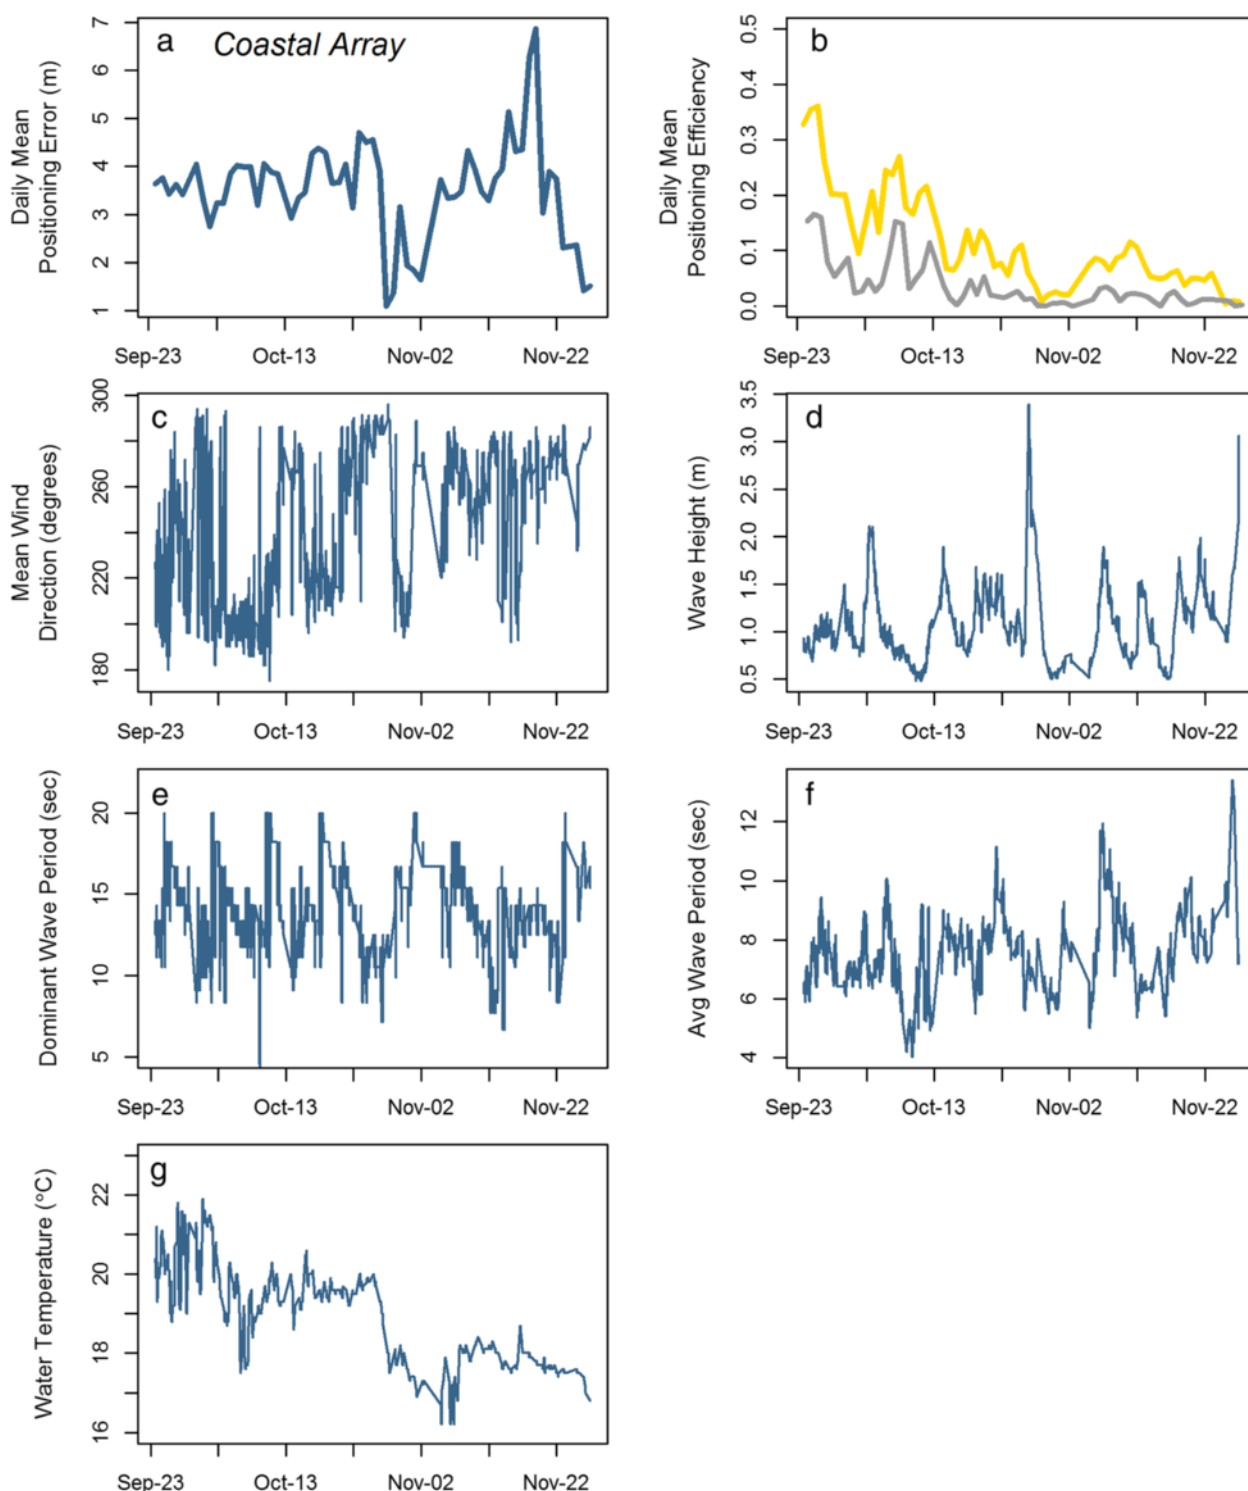 a Coastal Array
Daily Mean
Positioning Error (m)
7
6
5
4
3
2
1
Sep-23 Oct-13 Nov-02 Nov-22
b
Daily Mean
Positioning Efficiency
0.5
0.4
0.3
0.2
0.1
0.0
Sep-23 Oct-13 Nov-02 Nov-22
c
Mean Wind
Direction (degrees)
300
260
220
180
Sep-23 Oct-13 Nov-02 Nov-22
d
Wave Height (m)
3.5
3.0
2.5
2.0
1.5
1.0
0.5
Sep-23 Oct-13 Nov-02 Nov-22
e
Dominant Wave Period (sec)
20
15
10
5
Sep-23 Oct-13 Nov-02 Nov-22
f
Avg Wave Period (sec)
12
10
8
6
4
Sep-23 Oct-13 Nov-02 Nov-22
g
Water Temperature (°C)
22
20
18
16
Sep-23 Oct-13 Nov-02 Nov-22